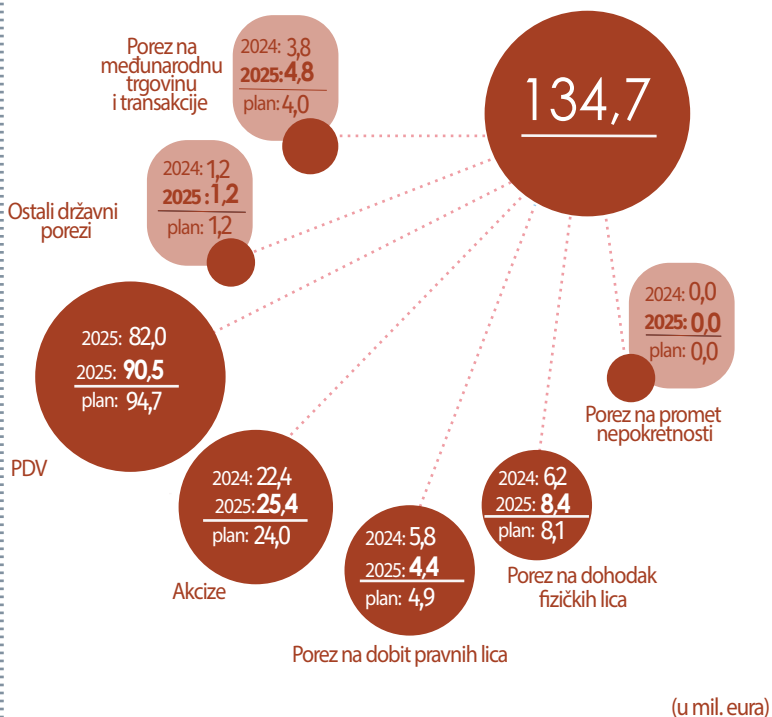 134,7
Porez na
međunarodnu
trgovinu
i transakcije
2024: 3,8
2025: 4,8
plan: 4,0
Ostali državni
porezi
2024: 1,2
2025 : 1,2
plan: 1,2
2025: 82,0
2025: 90,5
plan: 94,7
PDV
2024: 22,4
2025: 25,4
plan: 24,0
Akcize
2024: 5,8
2025: 4,4
plan: 4,9
Porez na dobit pravnih lica
2024: 6,2
2025: 8,4
plan: 8,1
Porez na dohodak
fizičkih lica
2024: 0,0
2025: 0,0
plan: 0,0
Porez na promet
nepokretnosti
(u mil. eura)